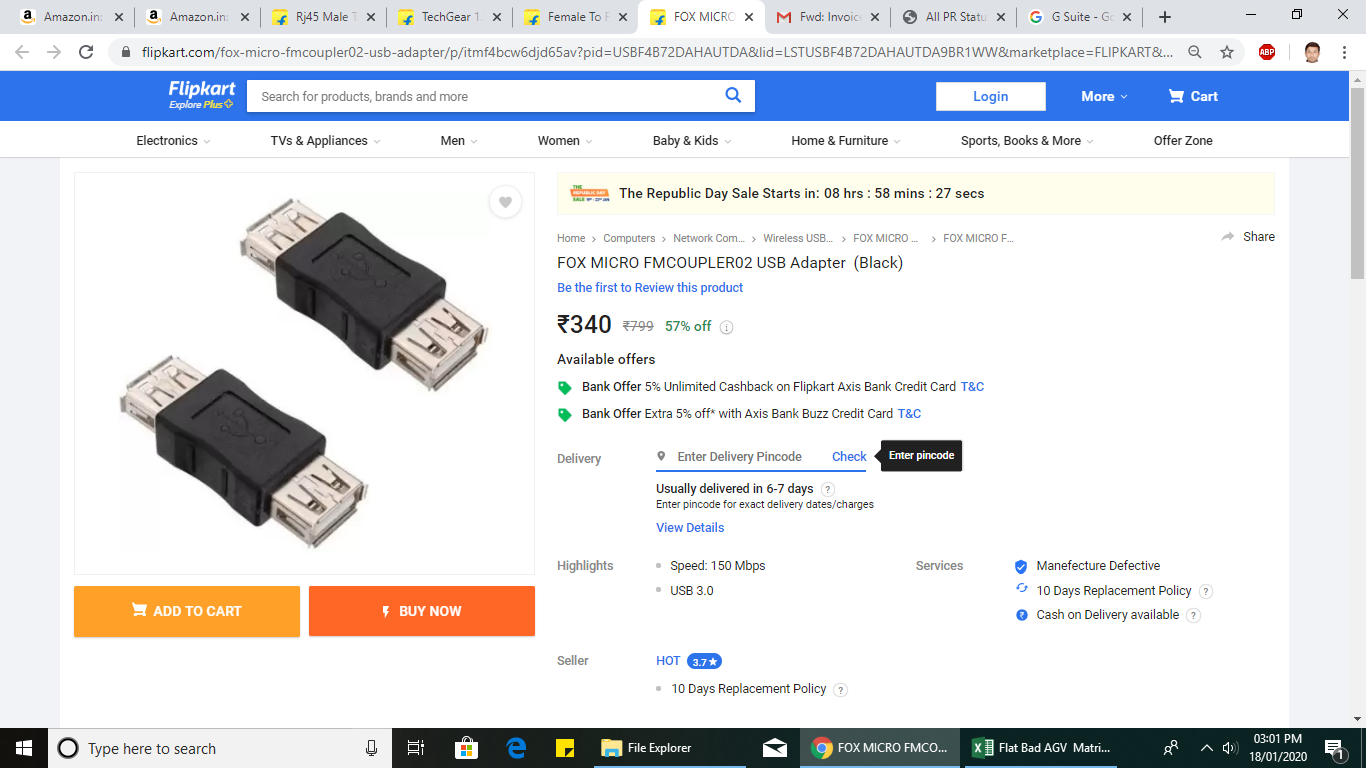 Amazon.in:
Amazon.in:
Rj45 Male T
TechGear 1
Female To F
FOX MICRO
Fwd: Invoic
All PR Statu
G Suite - Go
flipkart.com/fox-micro-fmcoupler02-usb-adapter/p/itmf4bcw6djd65av?pid=USBF4B72DAHAUTDA&lid=LSTUSBF4B72DAHAUTDA9BR1WW&marketplace=FLIPKART&...
ABP
Flipkart
Explore Plus
Search for products, brands and more
Login
More
Cart
Electronics
TVs & Appliances
Men
Women
Baby & Kids
Home & Furniture
Sports, Books & More
Offer Zone
THE REPUBLIC DAY SALE
The Republic Day Sale Starts in: 08 hrs : 58 mins : 27 secs
Home > Computers > Network Com... > Wireless USB... > FOX MICRO ... > FOX MICRO F...
Share
FOX MICRO FMCOUPLER02 USB Adapter (Black)
Be the first to Review this product
₹340 ₹799 57% off i
Available offers
Bank Offer 5% Unlimited Cashback on Flipkart Axis Bank Credit Card T&C
Bank Offer Extra 5% off* with Axis Bank Buzz Credit Card T&C
Delivery
Enter Delivery Pincode
Check
Enter pincode
Usually delivered in 6-7 days ?
Enter pincode for exact delivery dates/charges
View Details
Highlights
Speed: 150 Mbps
USB 3.0
Services
Manefecture Defective
10 Days Replacement Policy ?
Cash on Delivery available ?
ADD TO CART
BUY NOW
Seller
HOT 3.7★
10 Days Replacement Policy ?
Type here to search
File Explorer
FOX MICRO FMCO...
Flat Bad AGV Matri...
03:01 PM
18/01/2020
1